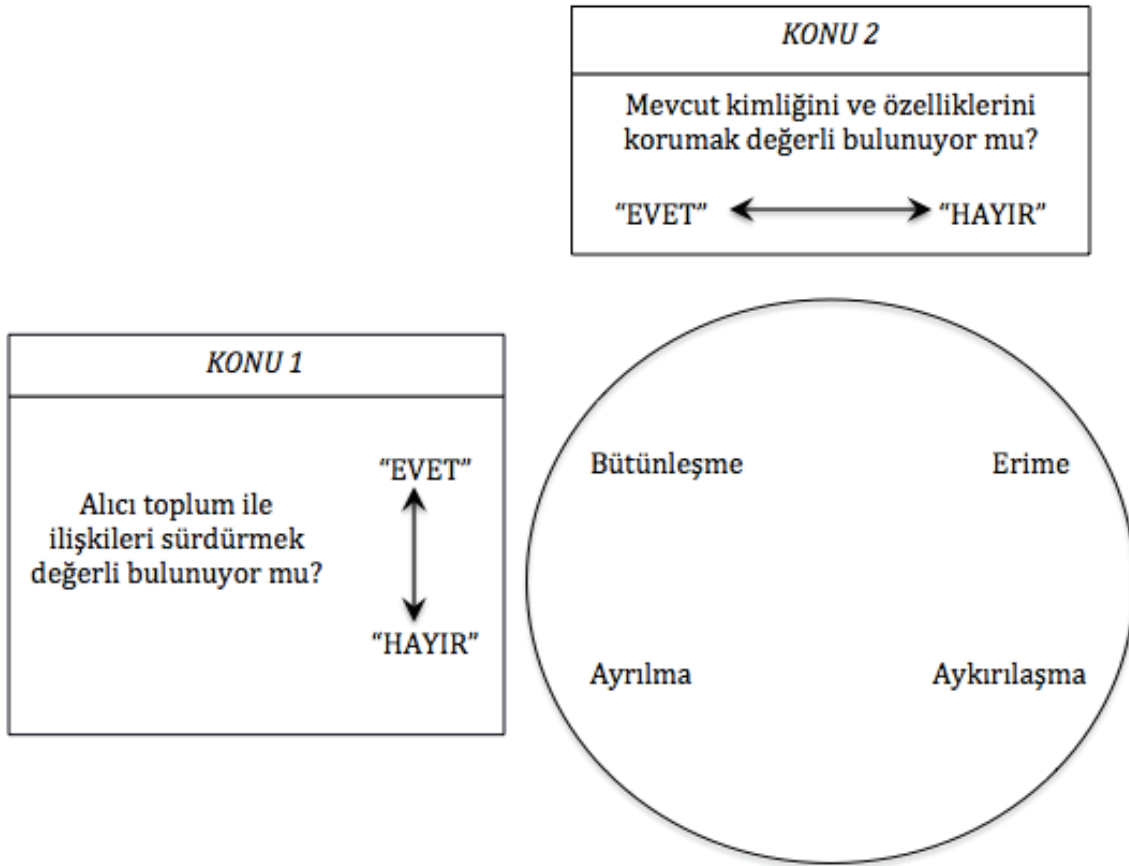 KONU 2
Mevcut kimliğini ve özelliklerini
korumak değerli bulunuyor mu?
“EVET” “HAYIR”
KONU 1
“EVET”
Alıcı toplum ile
ilişkileri sürdürmek
değerli bulunuyor mu?
“HAYIR”
Bütünleşme Erime
Ayrılma Aykırılaşma